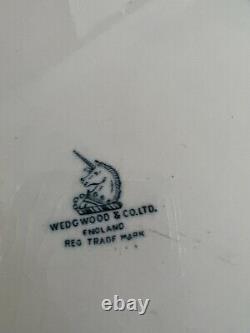 WEDGWOOD & CO. LTD.
ENGLAND
REG TRADE MARK